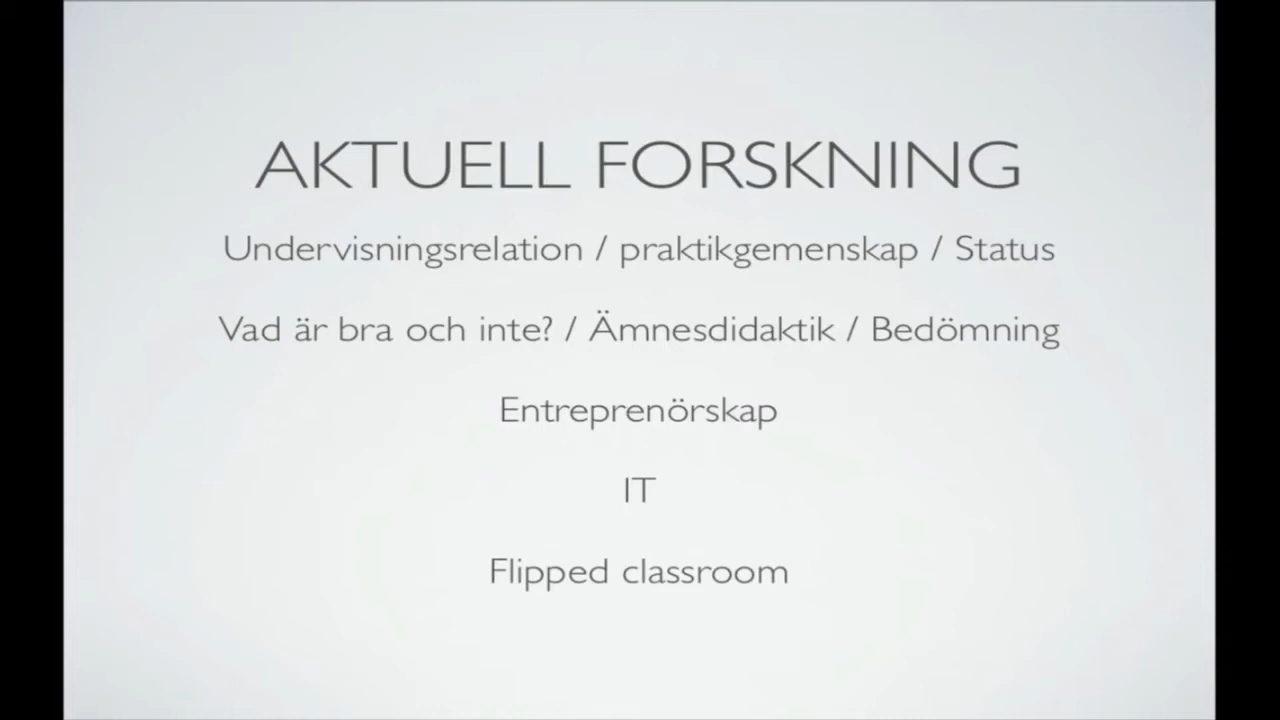 AKTUELL FORSKNING
Undervisningsrelation / praktikgemenskap / Status
Vad är bra och inte? / Ämnesdidaktik / Bedömning
Entreprenörskap
IT
Flipped classroom